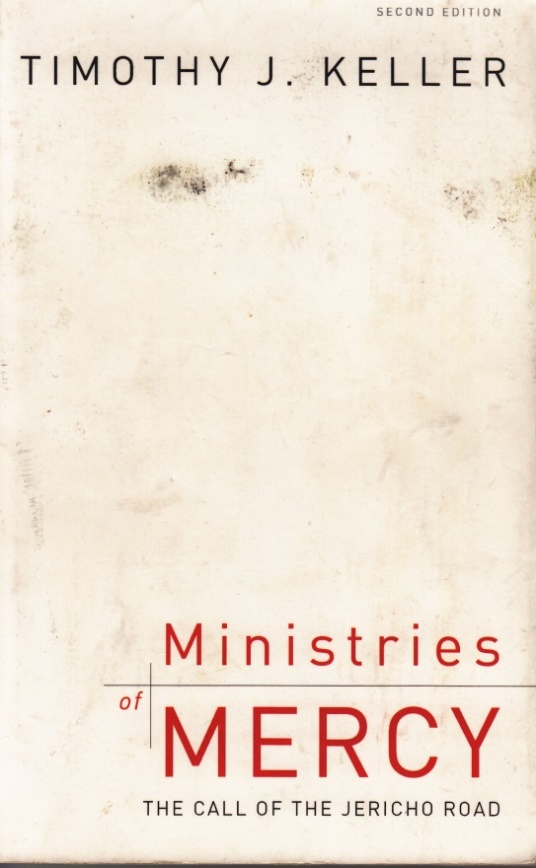 SECOND EDITION
TIMOTHY J. KELLER
Ministries
of
MERCY
THE CALL OF THE JERICHO ROAD